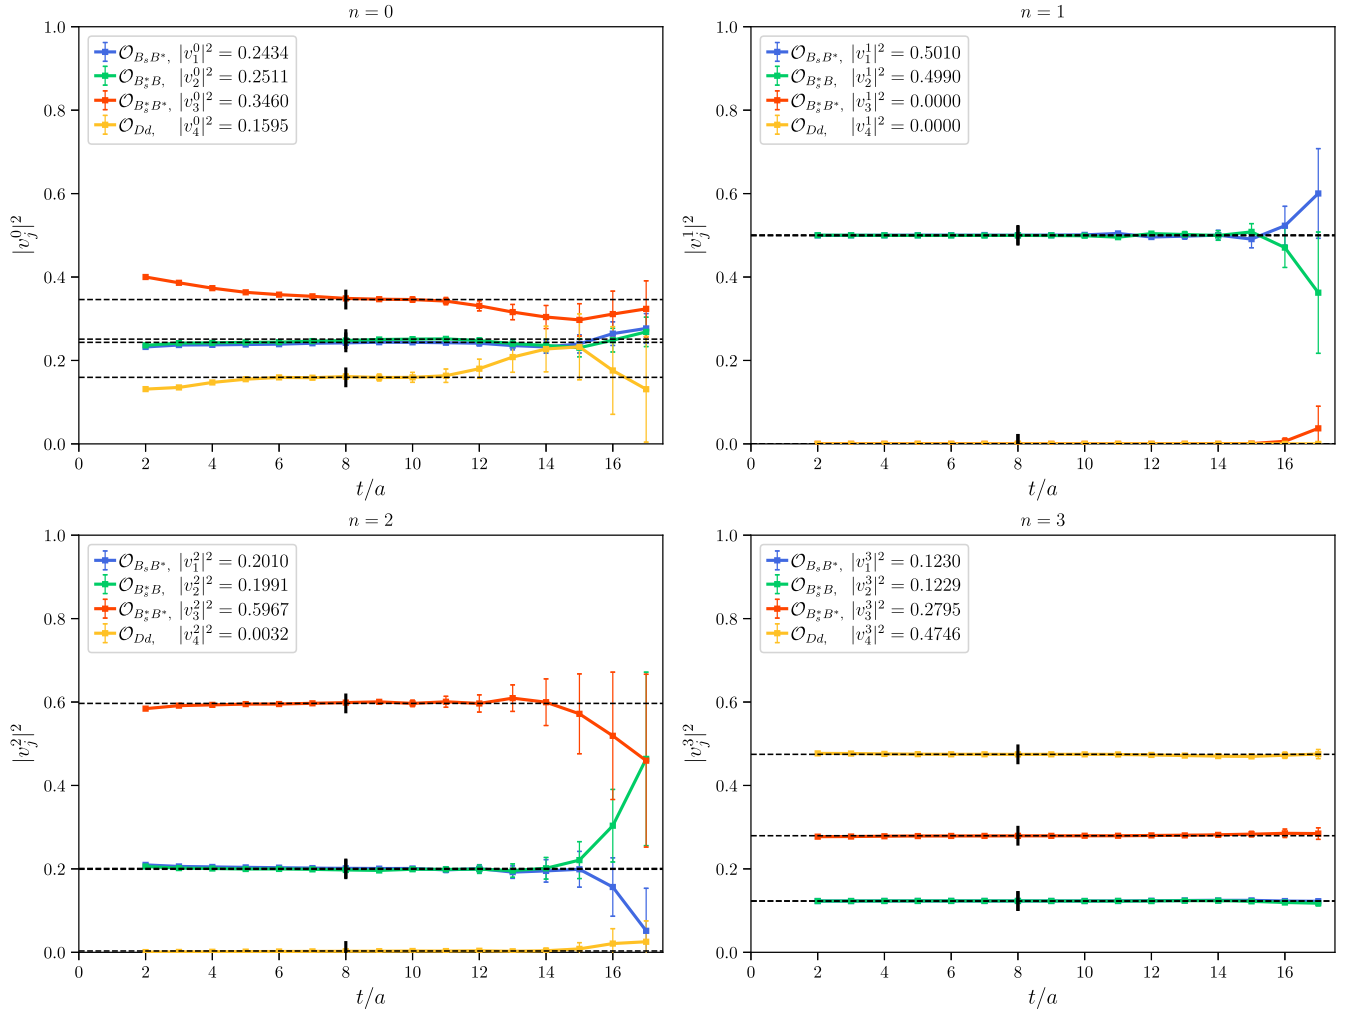 n = 0
1.0
0.8
0.6
0.4
0.2
0.0
|v_j^0|^2
𝒪_{B_sB*}, |v_1^0|^2 = 0.2434
𝒪_{B_s^*B}, |v_2^0|^2 = 0.2511
𝒪_{B_s^*B*}, |v_3^0|^2 = 0.3460
𝒪_{Dd}, |v_4^0|^2 = 0.1595
0 2 4 6 8 10 12 14 16
t/a
n = 1
1.0
0.8
0.6
0.4
0.2
0.0
|v_j^1|^2
𝒪_{B_sB*}, |v_1^1|^2 = 0.5010
𝒪_{B_s^*B}, |v_2^1|^2 = 0.4990
𝒪_{B_s^*B*}, |v_3^1|^2 = 0.0000
𝒪_{Dd}, |v_4^1|^2 = 0.0000
0 2 4 6 8 10 12 14 16
t/a
n = 2
1.0
0.8
0.6
0.4
0.2
0.0
|v_j^2|^2
𝒪_{B_sB*}, |v_1^2|^2 = 0.2010
𝒪_{B_s^*B}, |v_2^2|^2 = 0.1991
𝒪_{B_s^*B*}, |v_3^2|^2 = 0.5967
𝒪_{Dd}, |v_4^2|^2 = 0.0032
0 2 4 6 8 10 12 14 16
t/a
n = 3
1.0
0.8
0.6
0.4
0.2
0.0
|v_j^3|^2
𝒪_{B_sB*}, |v_1^3|^2 = 0.1230
𝒪_{B_s^*B}, |v_2^3|^2 = 0.1229
𝒪_{B_s^*B*}, |v_3^3|^2 = 0.2795
𝒪_{Dd}, |v_4^3|^2 = 0.4746
0 2 4 6 8 10 12 14 16
t/a